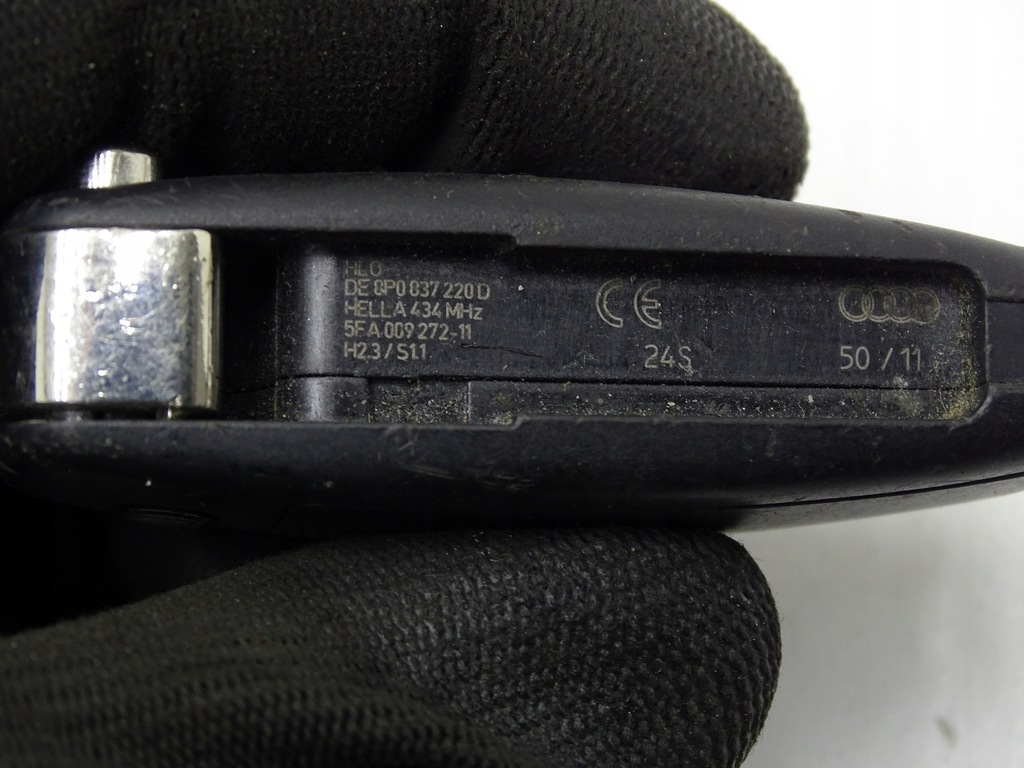 HLO
DE 8P0 837 220 D
HELLA 434 MHz
5FA 009 272-11
H2.3 / S1.1
CE
24S
50 / 11